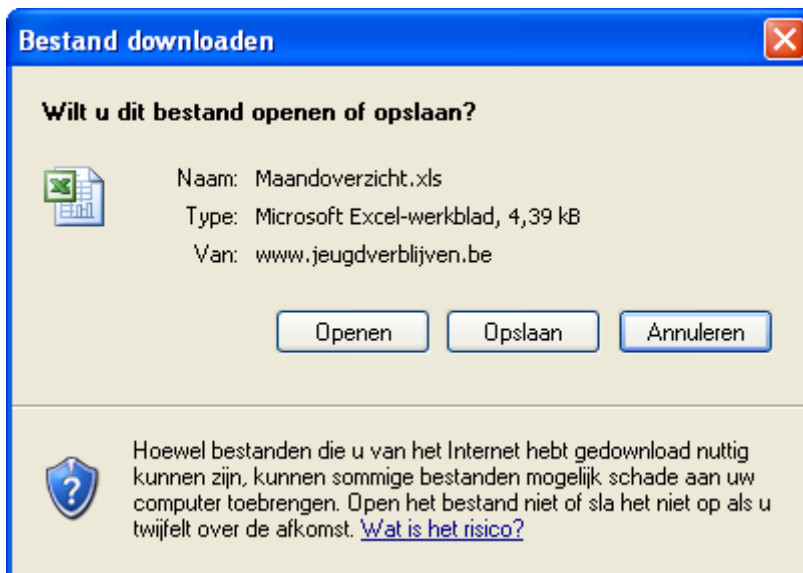 Bestand downloaden
Wilt u dit bestand openen of opslaan?
Naam: Maandoverzicht.xls
Type: Microsoft Excel-werkblad, 4,39 kB
Van: www.jeugdverblijven.be
Openen Opslaan Annuleren
Hoewel bestanden die u van het Internet hebt gedownload nuttig
kunnen zijn, kunnen sommige bestanden mogelijk schade aan uw
computer toebrengen. Open het bestand niet of sla het niet op als u
twijfelt over de afkomst. Wat is het risico?